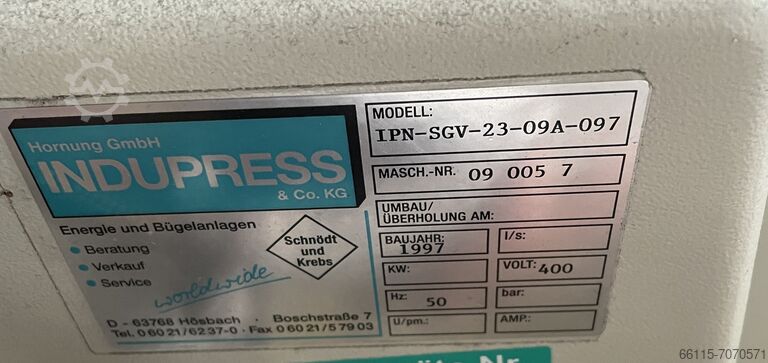 Hornung GmbH
INDUPRESS
& Co. KG
Energie und Bügelanlagen
• Beratung
• Verkauf
• Service
worldwide
Schnödt
und
Krebs
D - 63768 Hösbach - Boschstraße 7
Tel. 0 60 21/6 23 7-0 · Fax 0 60 21/5 79 03
MODELL:
IPN-SGV-23-09A-097
MASCH.-NR. 09 005 7
UMBAU/
ÜBERHOLUNG AM:
BAUJAHR: l/s:
1997
KW: VOLT: 400
Hz: 50 bar:
U/pm.: AMP.:
66115-7070571